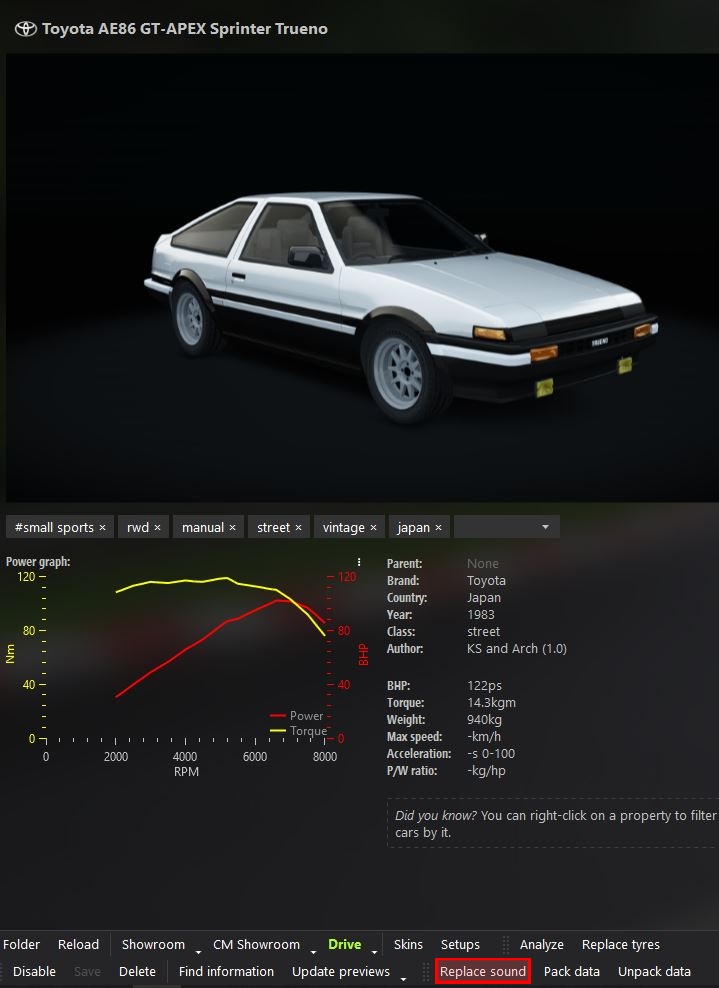 Toyota AE86 GT-APEX Sprinter Trueno
TRUENO
#small sports × rwd × manual × street × vintage × japan ×
Power graph:
120
80
40
0
Nm
120
80
40
0
BHP
Power
Torque
0 2000 4000 6000 8000
RPM
Parent: None
Brand: Toyota
Country: Japan
Year: 1983
Class: street
Author: KS and Arch (1.0)
BHP: 122ps
Torque: 14.3kgm
Weight: 940kg
Max speed: -km/h
Acceleration: -s 0-100
P/W ratio: -kg/hp
Did you know? You can right-click on a property to filter
cars by it.
Folder Reload Showroom CM Showroom Drive Skins Setups Analyze Replace tyres
Disable Save Delete Find information Update previews Replace sound Pack data Unpack data